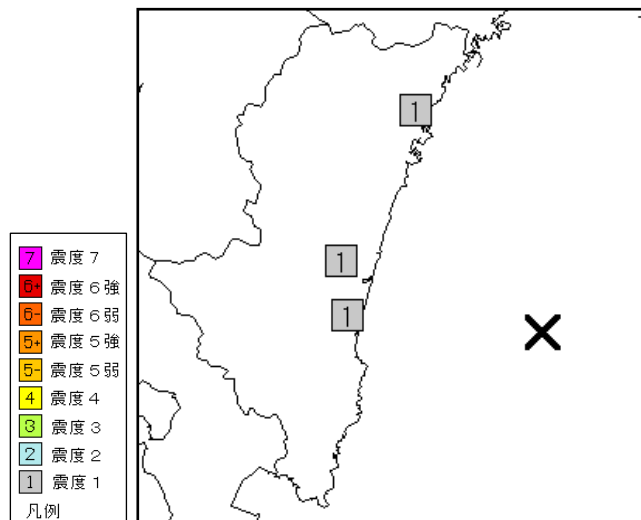 1
1
1
7 震度７
6+ 震度６強
6- 震度６弱
5+ 震度５強
5- 震度５弱
4 震度４
3 震度３
2 震度２
1 震度１
凡例